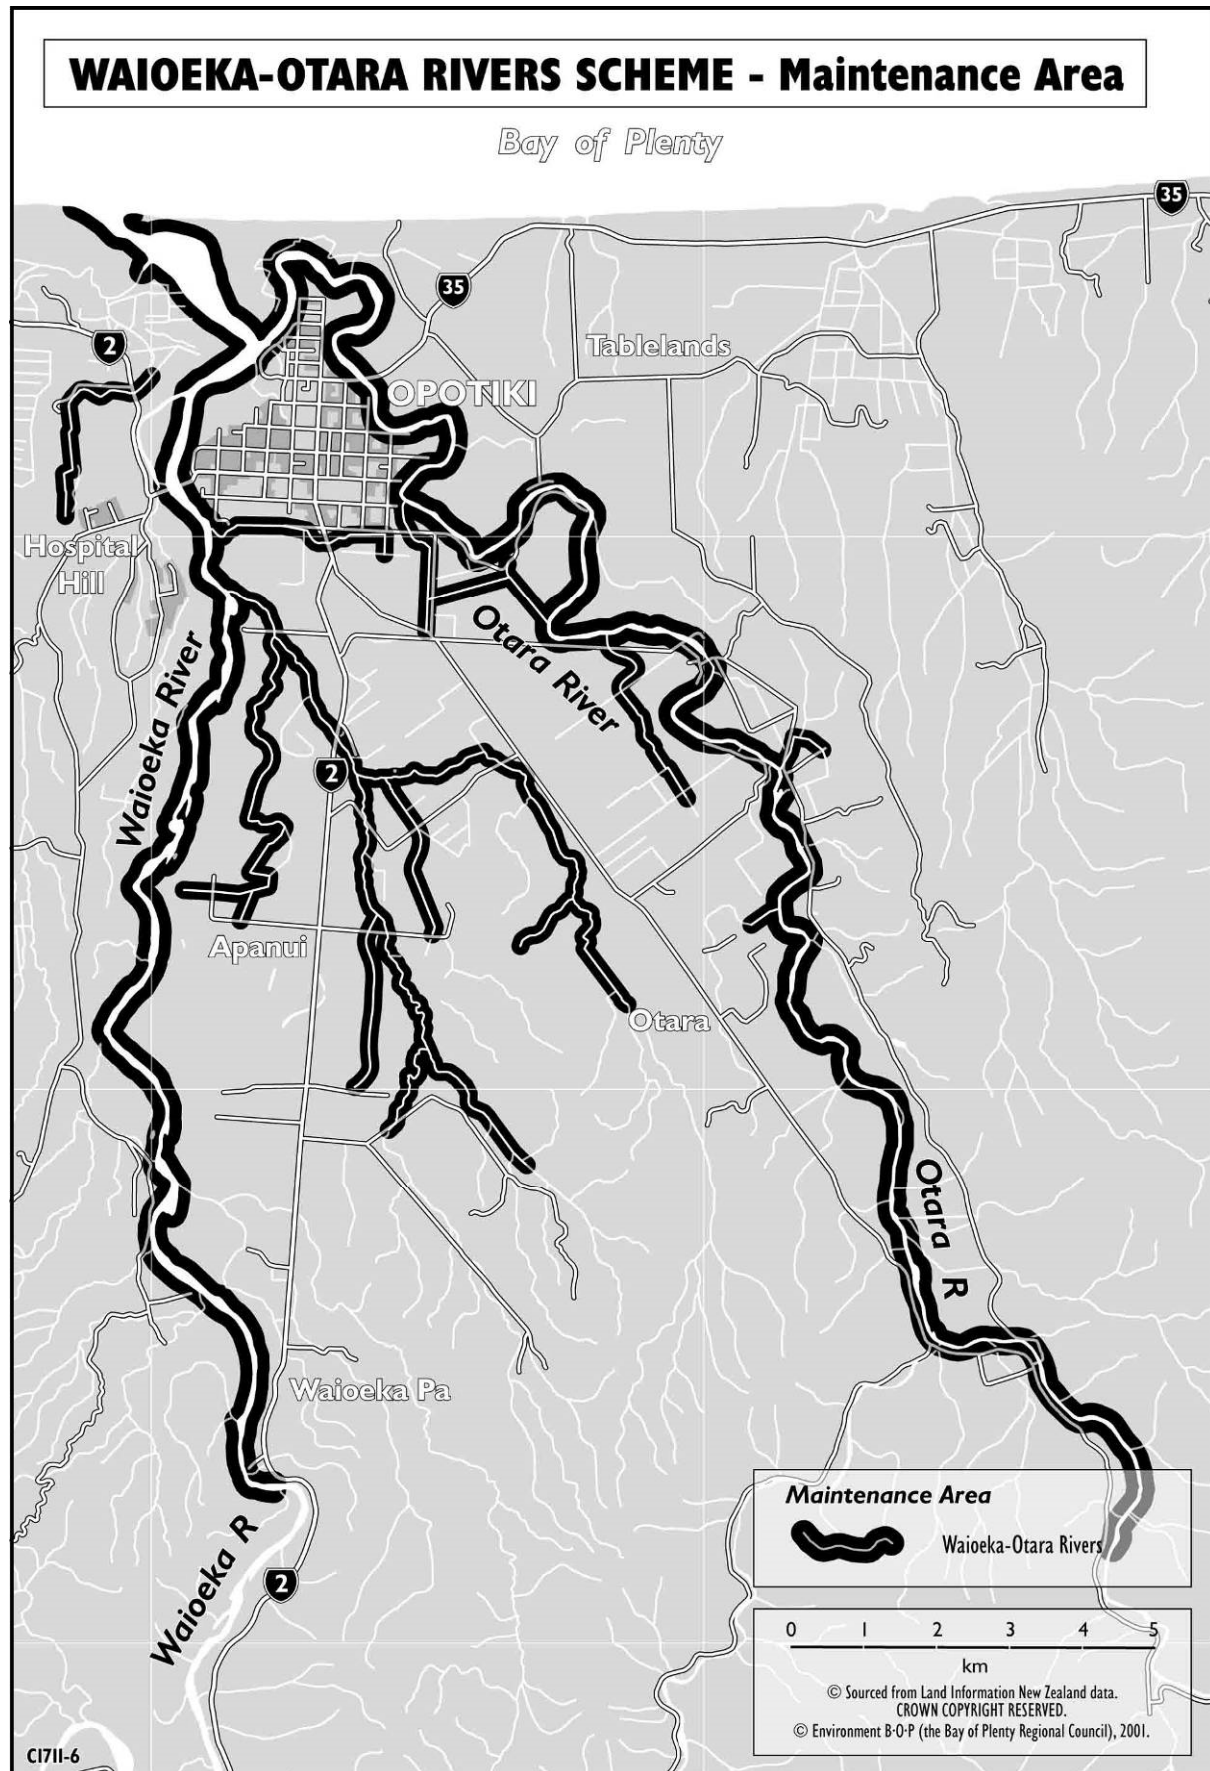 WAIOEKA-OTARA RIVERS SCHEME - Maintenance Area
Bay of Plenty
35
35
2
Tablelands
OPOTIKI
Hospital
Hill
Otara River
Waioeka River
2
Apanui
Otara
Otara R
Waioeka Pa
Waioeka R
2
Maintenance Area
Waioeka-Otara Rivers
0 1 2 3 4 5
km
© Sourced from Land Information New Zealand data.
CROWN COPYRIGHT RESERVED.
© Environment B·O·P (the Bay of Plenty Regional Council), 2001.
CI711-6